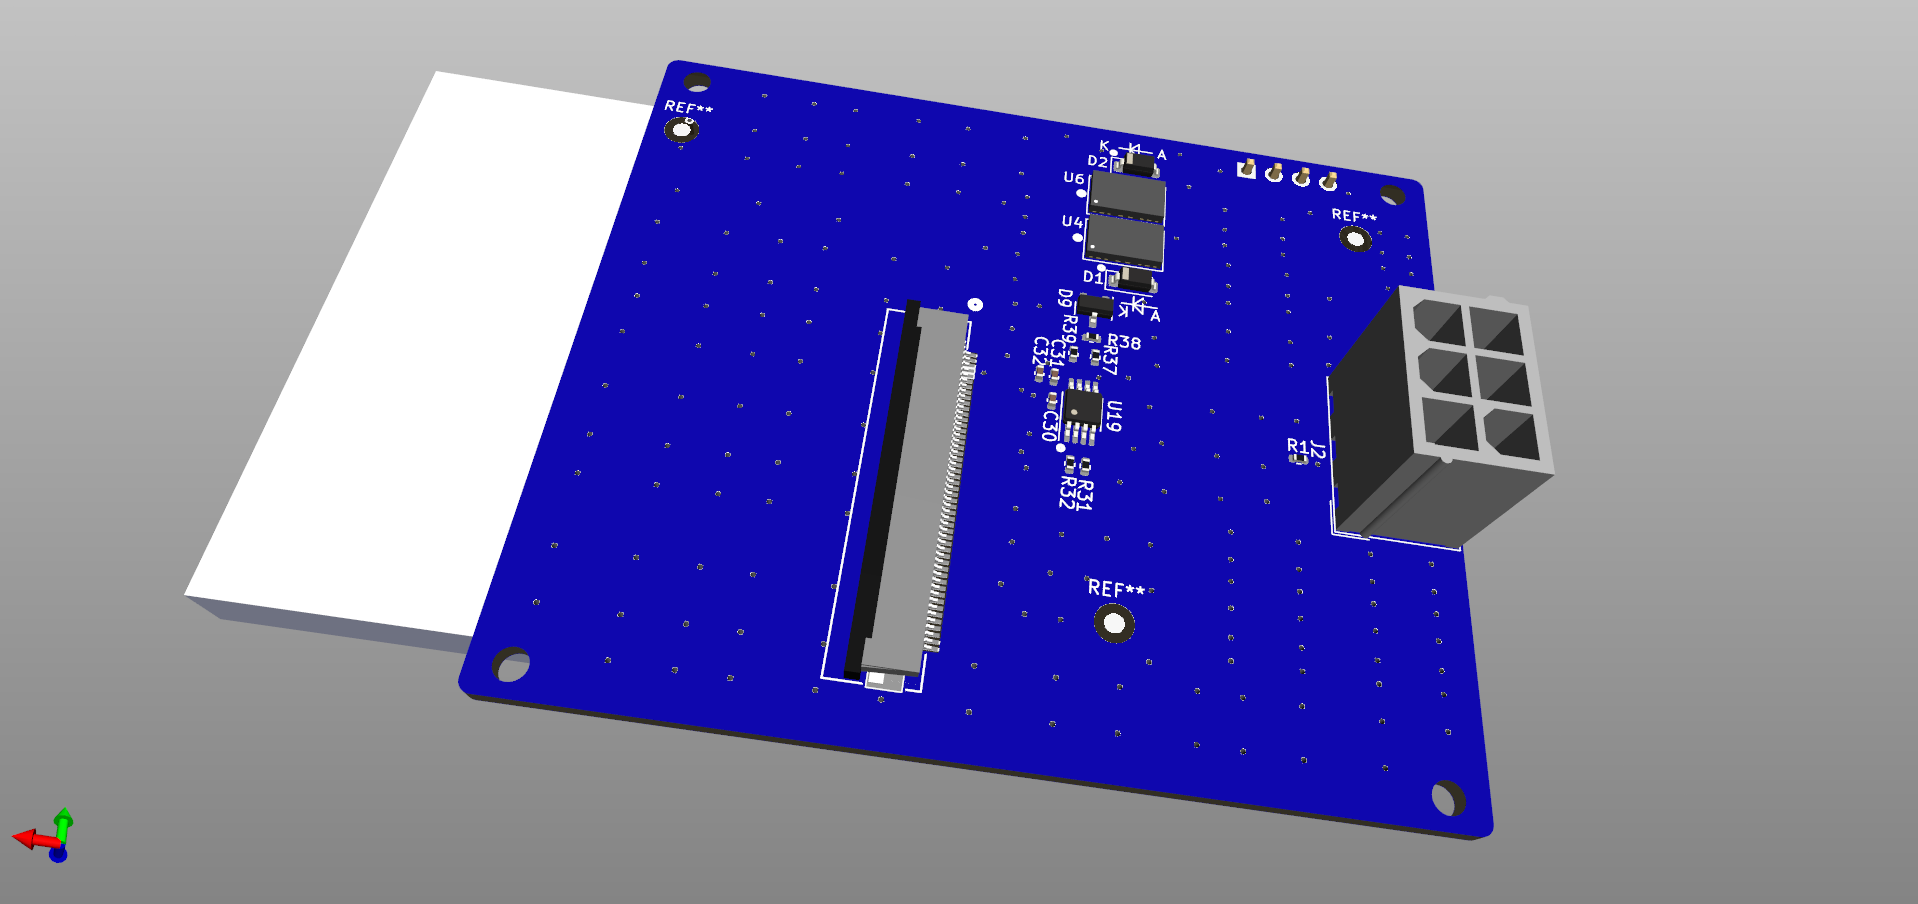 REF**
K
A
D2
U6
U4
REF**
D1
D9
K
A
R39
R38
C32
C31
R37
C30
U19
R1
J2
R32
R31
REF**